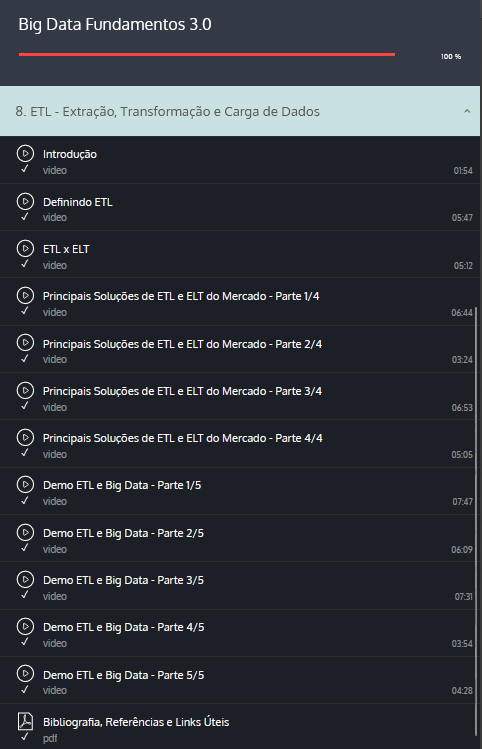 Big Data Fundamentos 3.0
100 %
8. ETL - Extração, Transformação e Carga de Dados
Introdução
video
01:54
Definindo ETL
video
05:47
ETL x ELT
video
05:12
Principais Soluções de ETL e ELT do Mercado - Parte 1/4
video
06:44
Principais Soluções de ETL e ELT do Mercado - Parte 2/4
video
03:24
Principais Soluções de ETL e ELT do Mercado - Parte 3/4
video
06:53
Principais Soluções de ETL e ELT do Mercado - Parte 4/4
video
05:05
Demo ETL e Big Data - Parte 1/5
video
07:47
Demo ETL e Big Data - Parte 2/5
video
06:09
Demo ETL e Big Data - Parte 3/5
video
07:31
Demo ETL e Big Data - Parte 4/5
video
03:54
Demo ETL e Big Data - Parte 5/5
video
04:28
Bibliografia, Referências e Links Úteis
pdf